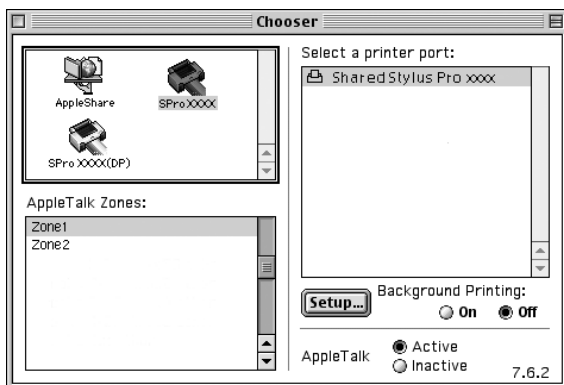 Chooser
AppleShare
SPro XXXX
SPro XXXX(DP)
AppleTalk Zones:
Zone1
Zone2
Select a printer port:
Shared Stylus Pro xxxx
Setup...
Background Printing:
On Off
AppleTalk
Active
Inactive
7.6.2